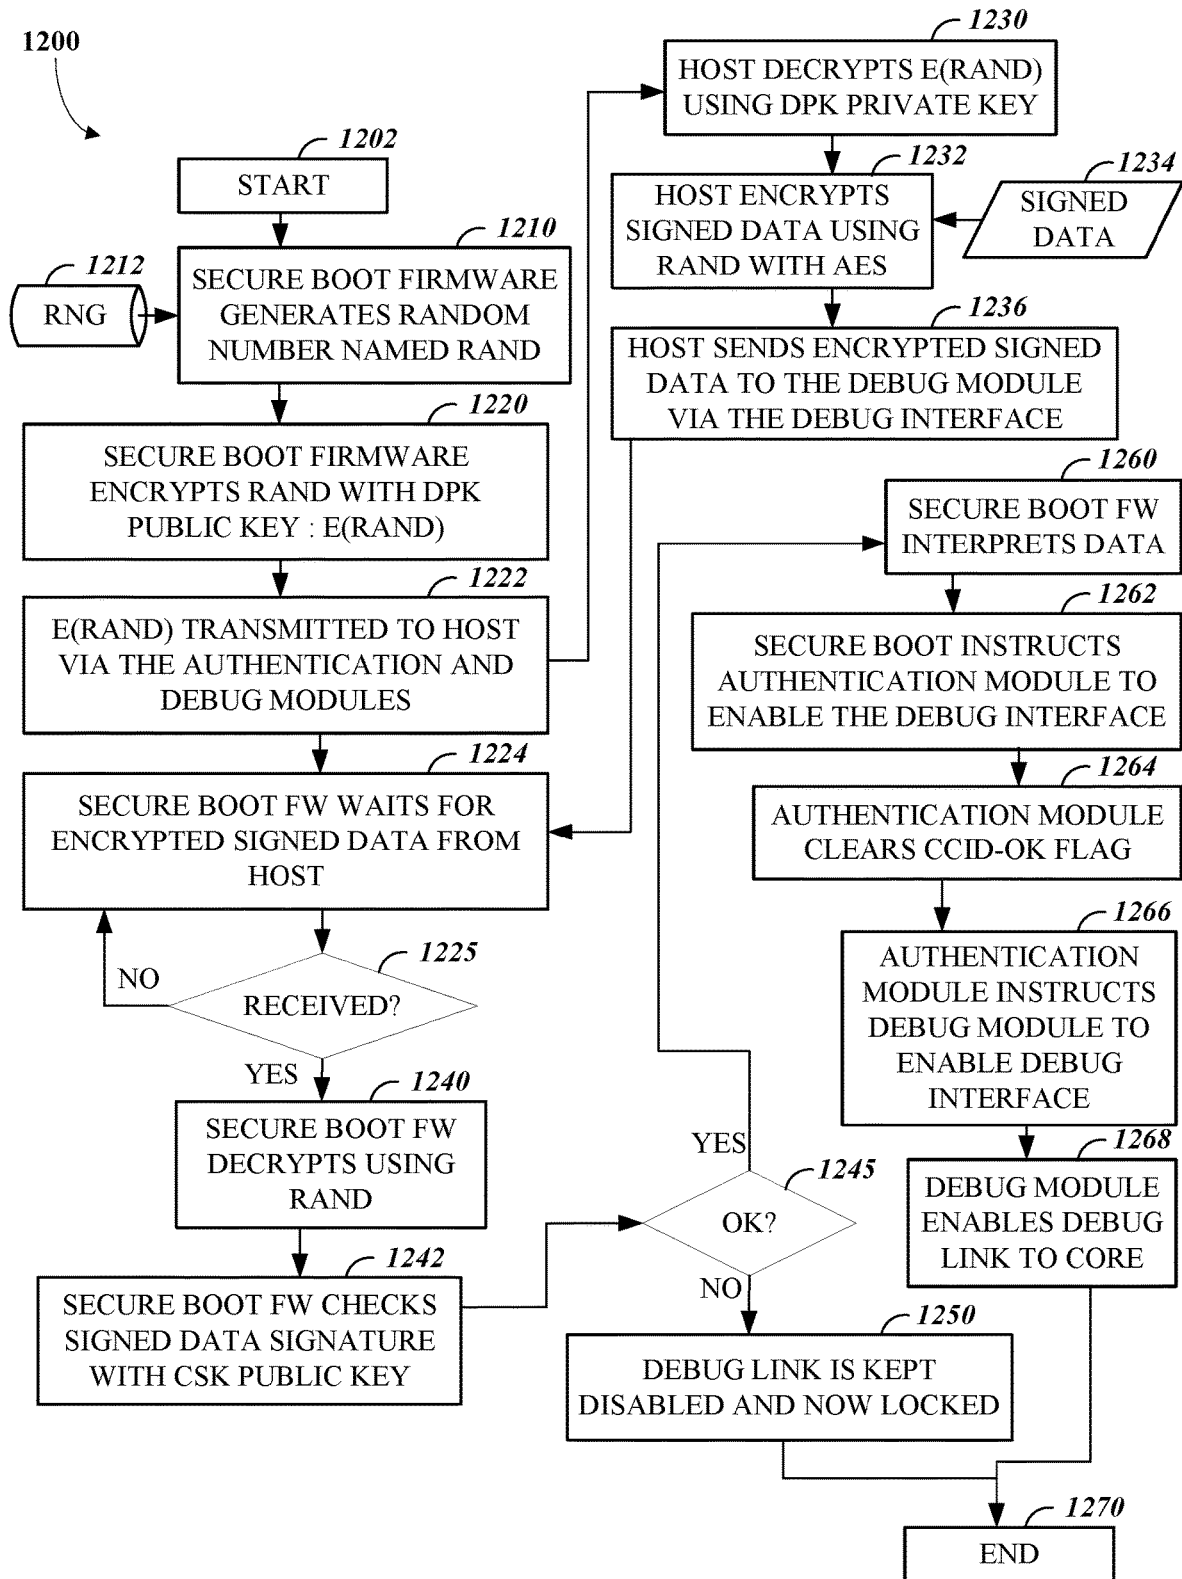 1200
1202
START
1210
1212
RNG
SECURE BOOT FIRMWARE
GENERATES RANDOM
NUMBER NAMED RAND
1220
SECURE BOOT FIRMWARE
ENCRYPTS RAND WITH DPK
PUBLIC KEY : E(RAND)
1222
E(RAND) TRANSMITTED TO HOST
VIA THE AUTHENTICATION AND
DEBUG MODULES
1224
SECURE BOOT FW WAITS FOR
ENCRYPTED SIGNED DATA FROM
HOST
1225
NO
RECEIVED?
YES
1240
SECURE BOOT FW
DECRYPTS USING
RAND
1242
SECURE BOOT FW CHECKS
SIGNED DATA SIGNATURE
WITH CSK PUBLIC KEY
1230
HOST DECRYPTS E(RAND)
USING DPK PRIVATE KEY
1232
HOST ENCRYPTS
SIGNED DATA USING
RAND WITH AES
1234
SIGNED
DATA
1236
HOST SENDS ENCRYPTED SIGNED
DATA TO THE DEBUG MODULE
VIA THE DEBUG INTERFACE
YES
1245
OK?
NO
1250
DEBUG LINK IS KEPT
DISABLED AND NOW LOCKED
1260
SECURE BOOT FW
INTERPRETS DATA
1262
SECURE BOOT INSTRUCTS
AUTHENTICATION MODULE TO
ENABLE THE DEBUG INTERFACE
1264
AUTHENTICATION MODULE
CLEARS CCID-OK FLAG
1266
AUTHENTICATION
MODULE INSTRUCTS
DEBUG MODULE TO
ENABLE DEBUG
INTERFACE
1268
DEBUG MODULE
ENABLES DEBUG
LINK TO CORE
1270
END